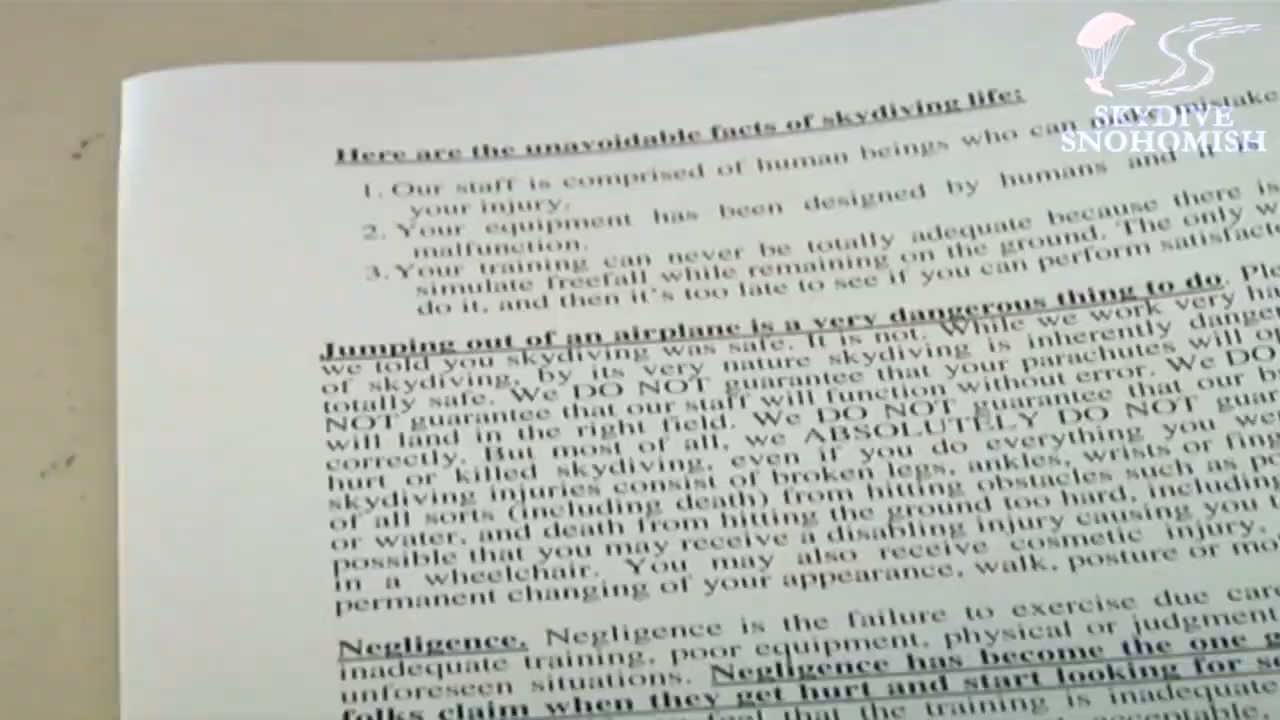 SKYDIVE
SNOHOMISH
Here are the unavoidable facts of skydiving life:
1. Our staff is comprised of human beings who can make mistake
your injury.
2. Your equipment has been designed by humans and it
malfunction.
3. Your training can never be totally adequate because there is
simulate freefall while remaining on the ground. The only w
do it, and then it's too late to see if you can perform satisfacto
Jumping out of an airplane is a very dangerous thing to do. Ple
we told you skydiving was safe. It is not. While we work very ha
of skydiving, by its very nature skydiving is inherently danger
totally safe. We DO NOT guarantee that your parachutes will o
NOT guarantee that our staff will function without error. We DO
will land in the right field. We DO NOT guarantee that our b
correctly. But most of all, we ABSOLUTELY DO NOT guar
hurt or killed skydiving, even if you do everything you we
skydiving injuries consist of broken legs, ankles, wrists or fing
of all sorts (including death) from hitting obstacles such as po
or water, and death from hitting the ground too hard, including
possible that you may receive a disabling injury causing you t
in a wheelchair. You may also receive cosmetic injury,
permanent changing of your appearance, walk, posture or mo
Negligence. Negligence is the failure to exercise due care
inadequate training, poor equipment, physical or judgment
unforeseen situations. Negligence has become the one g
folks claim when they get hurt and start looking for so
feel that the training is inadequate